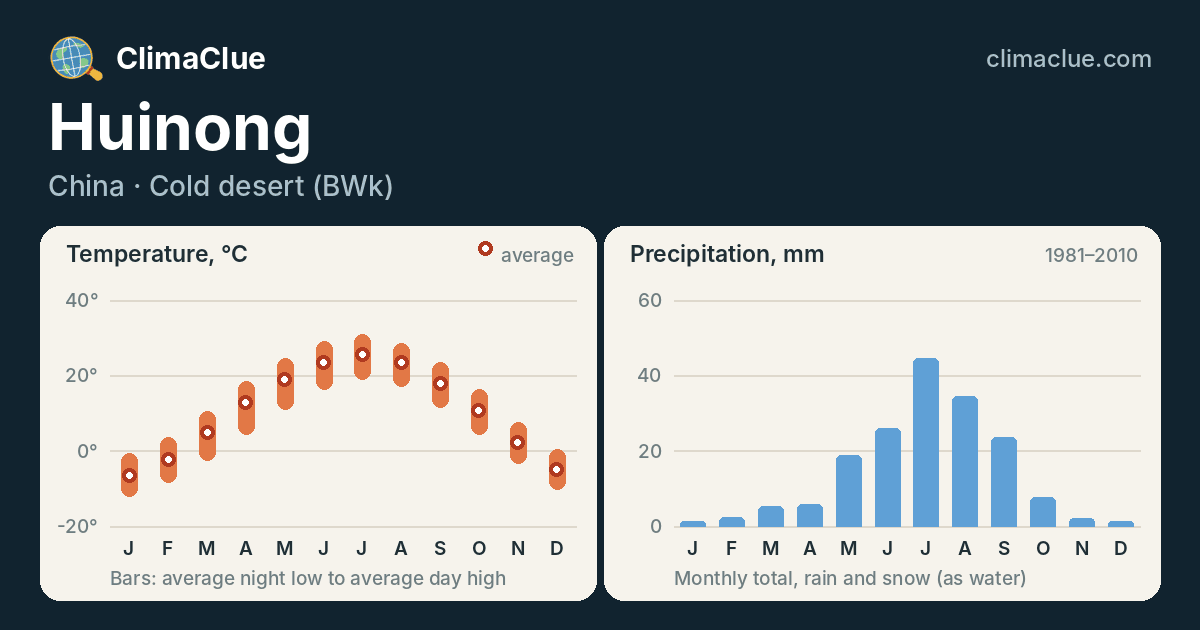 ClimaClue
climaclue.com
Huinong
China · Cold desert (BWk)
Temperature, °C
average
40°
20°
0°
-20°
J F M A M J J A S O N D
Bars: average night low to average day high
Precipitation, mm
1981–2010
60
40
20
0
J F M A M J J A S O N D
Monthly total, rain and snow (as water)